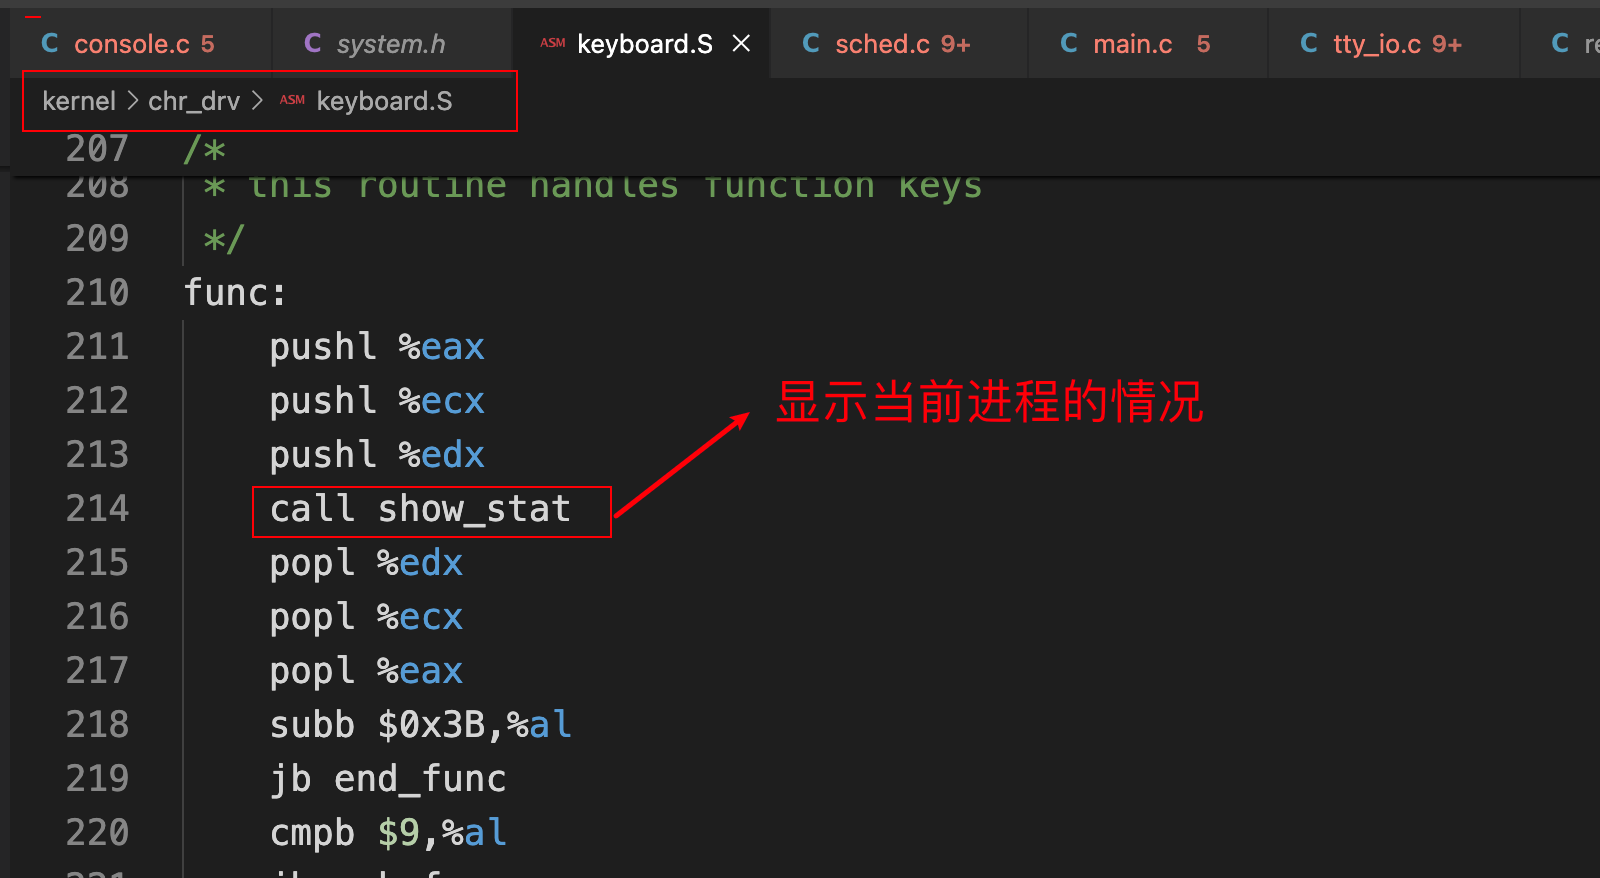 C console.c 5 C system.h ASM keyboard.S × C sched.c 9+ C main.c 5 C tty_io.c 9+ C re
kernel > chr_drv > ASM keyboard.S
207 /*
208 * this routine handles function keys
209 */
210 func:
211 pushl %eax
212 pushl %ecx
213 pushl %edx
显示当前进程的情况
214 call show_stat
215 popl %edx
216 popl %ecx
217 popl %eax
218 subb $0x3B,%al
219 jb end_func
220 cmpb $9,%al